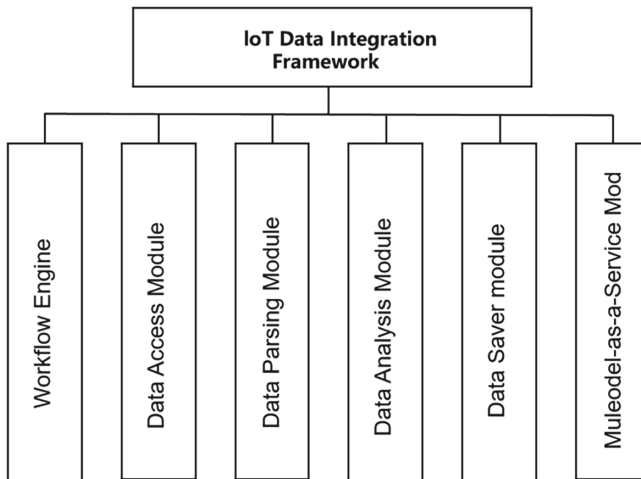 IoT Data Integration
Framework
Workflow Engine
Data Access Module
Data Parsing Module
Data Analysis Module
Data Saver module
Muleodel-as-a-Service Mod